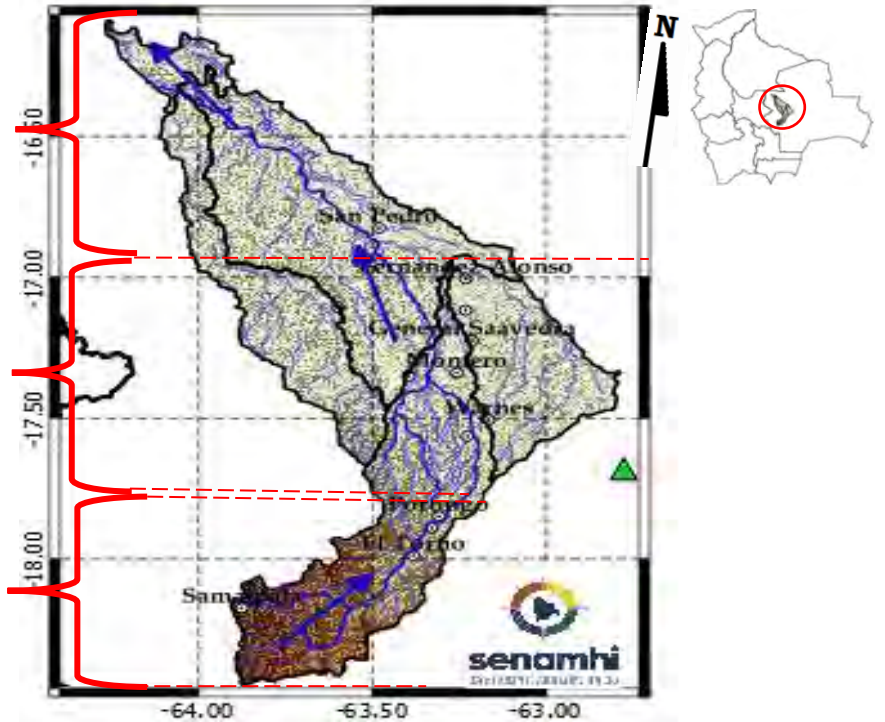 N
-16.50
San Pedro
-17.00
Fernandez Alonso
General Saavedra
Montero
-17.50
Warnes
Porongo
-18.00
El Torno
senamhi
-64.00 -63.50 -63.00